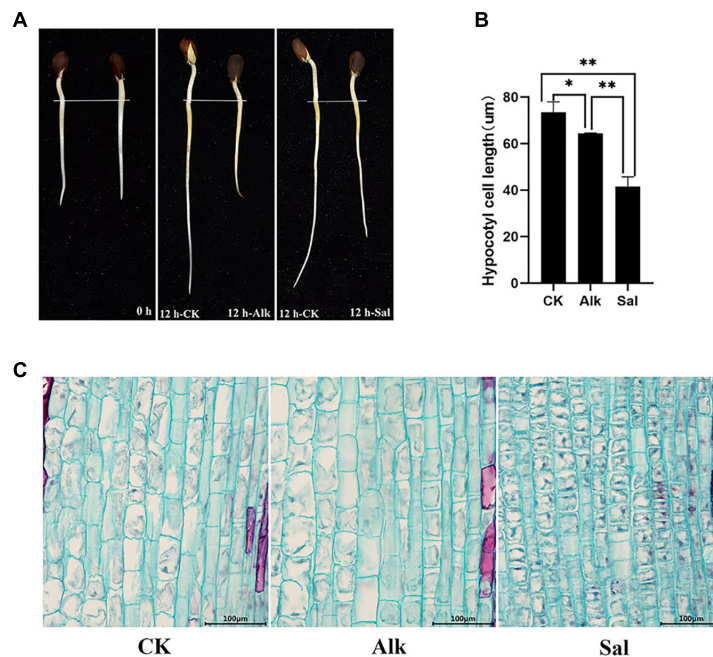 A
0 h
12 h-CK
12 h-Alk
12 h-CK
12 h-Sal
B
**
* **
Hypocotyl cell length(um)
80
60
40
20
0
CK Alk Sal
C
100μm
100μm
100μm
CK Alk Sal